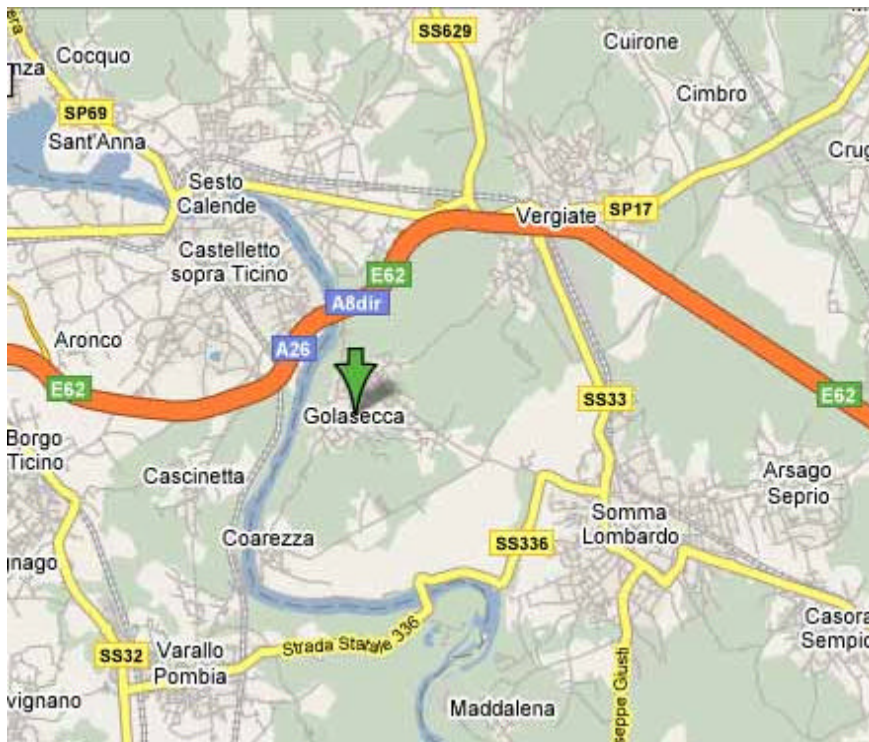 SS629
Cuirone
Cocquo
Cimbro
SP69
Sant'Anna
Sesto
Calende
Vergiate
SP17
Castelletto
sopra Ticino
E62
A8dir
Aronco
A26
E62
E62
SS33
Golasecca
Borgo
Ticino
Cascinetta
Arsago
Seprio
Somma
Lombardo
Coarezza
SS336
Casora
Sempio
Strada Statale 336
SS32
Varallo
Pombia
Maddalena